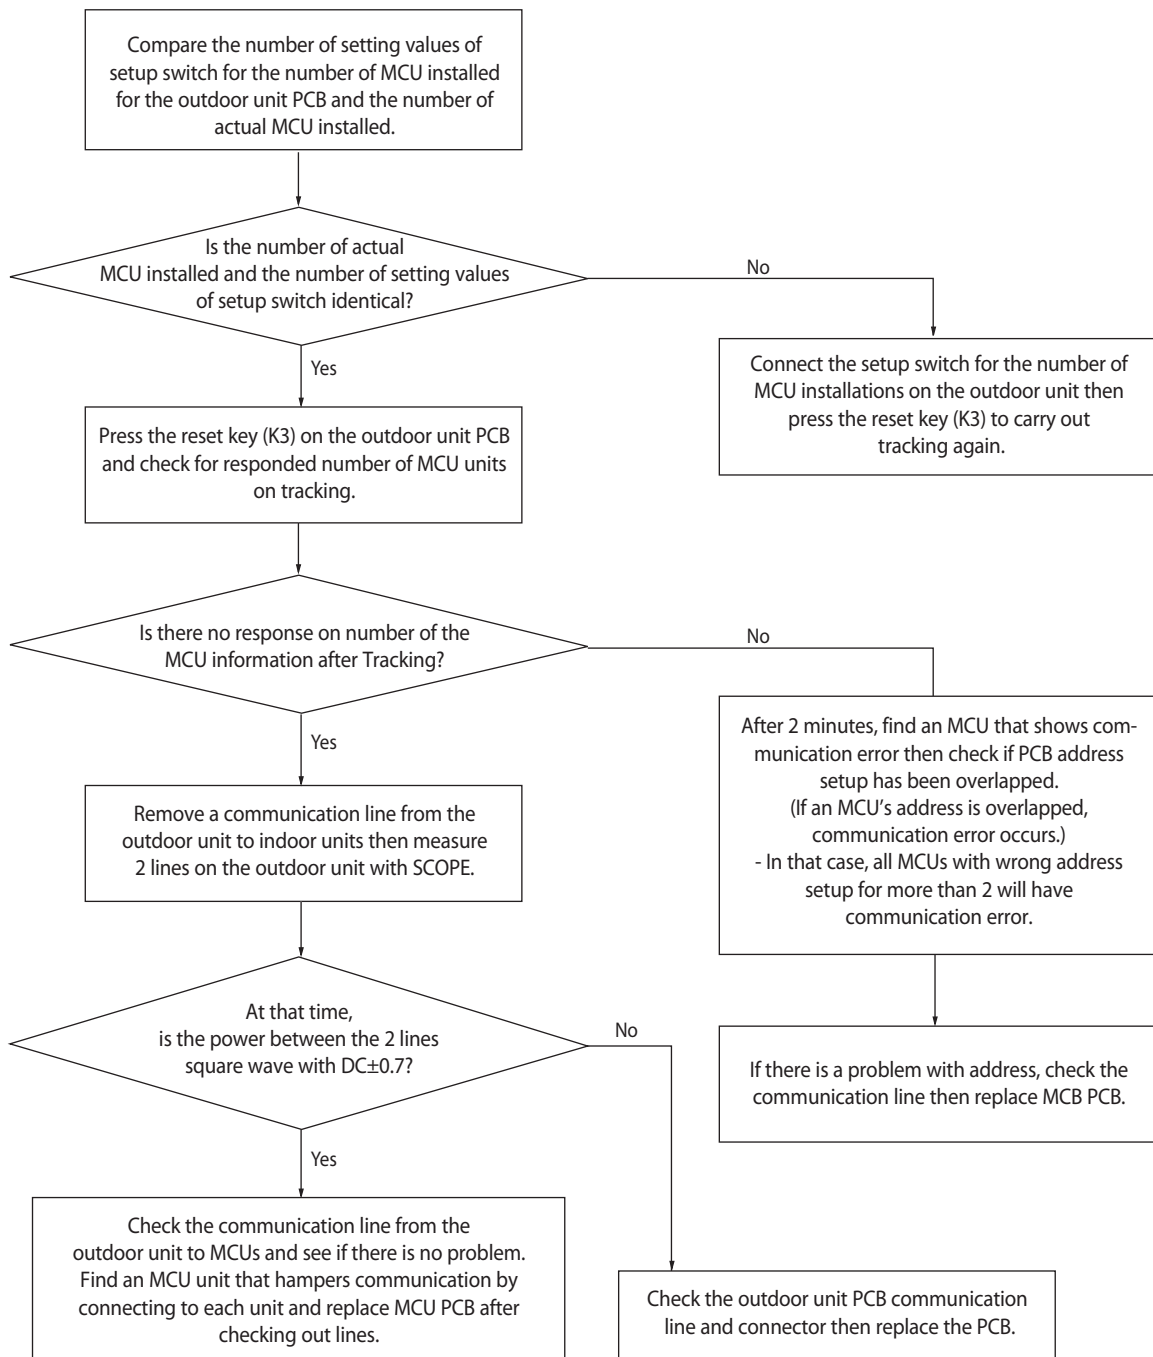 Compare the number of setting values of
setup switch for the number of MCU installed
for the outdoor unit PCB and the number of
actual MCU installed.
Is the number of actual
MCU installed and the number of setting values
of setup switch identical?
No
Yes
Connect the setup switch for the number of
MCU installations on the outdoor unit then
press the reset key (K3) to carry out
tracking again.
Press the reset key (K3) on the outdoor unit PCB
and check for responded number of MCU units
on tracking.
Is there no response on number of the
MCU information after Tracking?
No
Yes
After 2 minutes, find an MCU that shows com-
munication error then check if PCB address
setup has been overlapped.
(If an MCU's address is overlapped,
communication error occurs.)
- In that case, all MCUs with wrong address
setup for more than 2 will have
communication error.
Remove a communication line from the
outdoor unit to indoor units then measure
2 lines on the outdoor unit with SCOPE.
At that time,
is the power between the 2 lines
square wave with DC±0.7?
No
Yes
If there is a problem with address, check the
communication line then replace MCB PCB.
Check the communication line from the
outdoor unit to MCUs and see if there is no problem.
Find an MCU unit that hampers communication by
connecting to each unit and replace MCU PCB after
checking out lines.
Check the outdoor unit PCB communication
line and connector then replace the PCB.